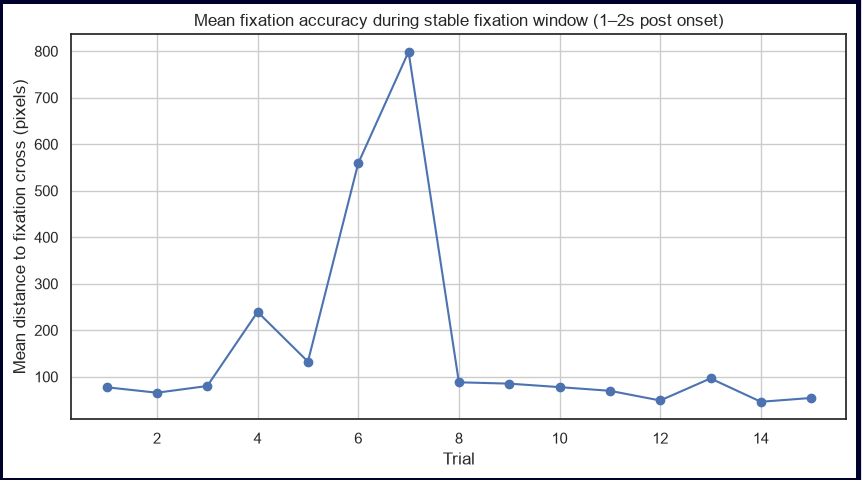 Mean fixation accuracy during stable fixation window (1–2s post onset)
Mean distance to fixation cross (pixels)
800
700
600
500
400
300
200
100
2 4 6 8 10 12 14
Trial